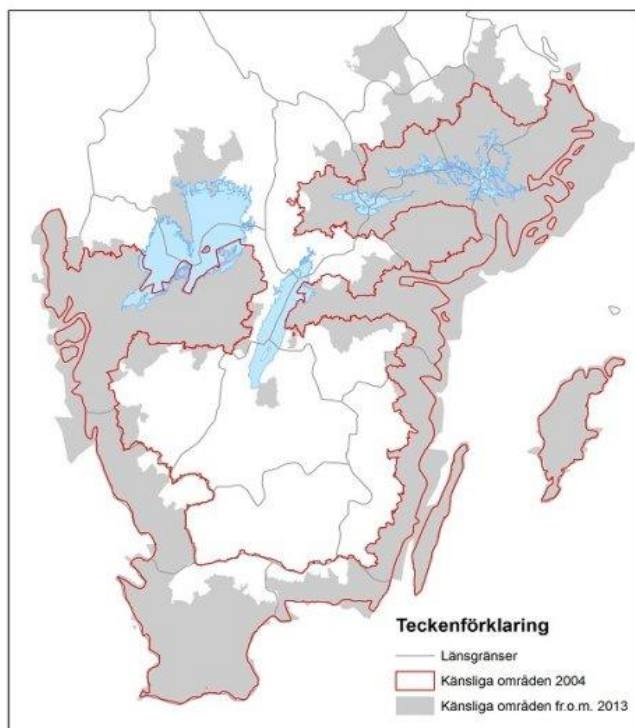 Teckenförklaring
Länsgränser
Känsliga områden 2004
Känsliga områden fr.o.m. 2013